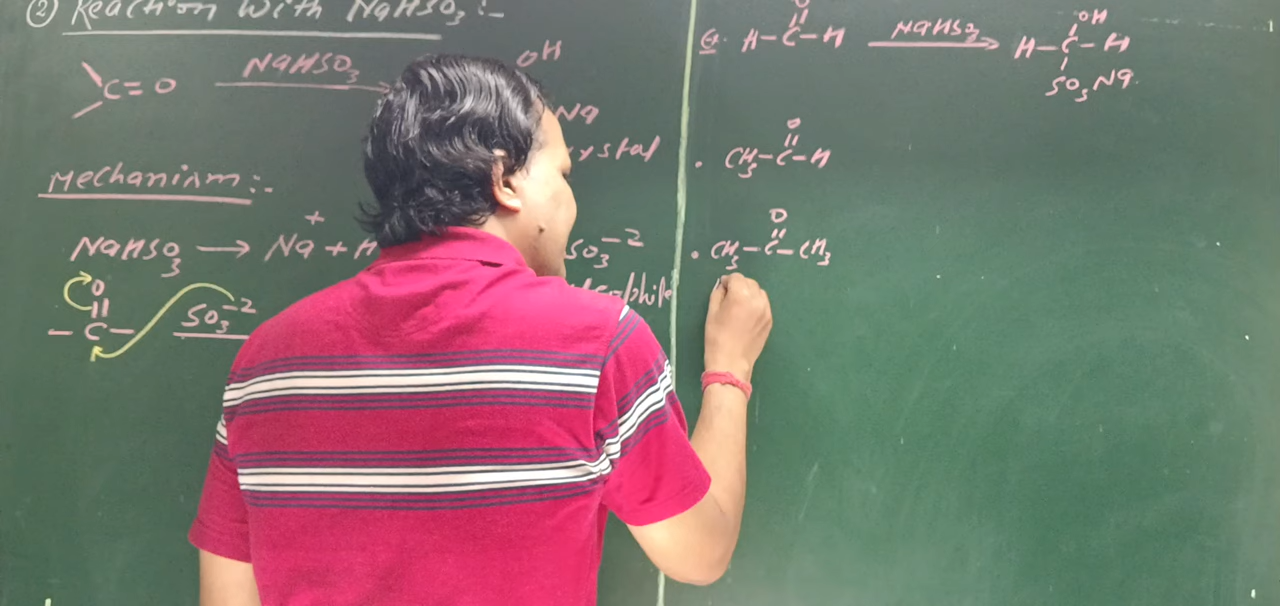 ② Reaction With NaHSO₃:-
C=O NaHSO₃ → OH
Na
Mechanism:-
NaHSO₃ → Na⁺ + H SO₃⁻²
O
||
-C- SO₃⁻²
O
||
H-C-H NaHSO₃ → OH
|
H-C-H
|
SO₃Na.
O
||
• CH₃-C-H
O
||
• CH₃-C-CH₃